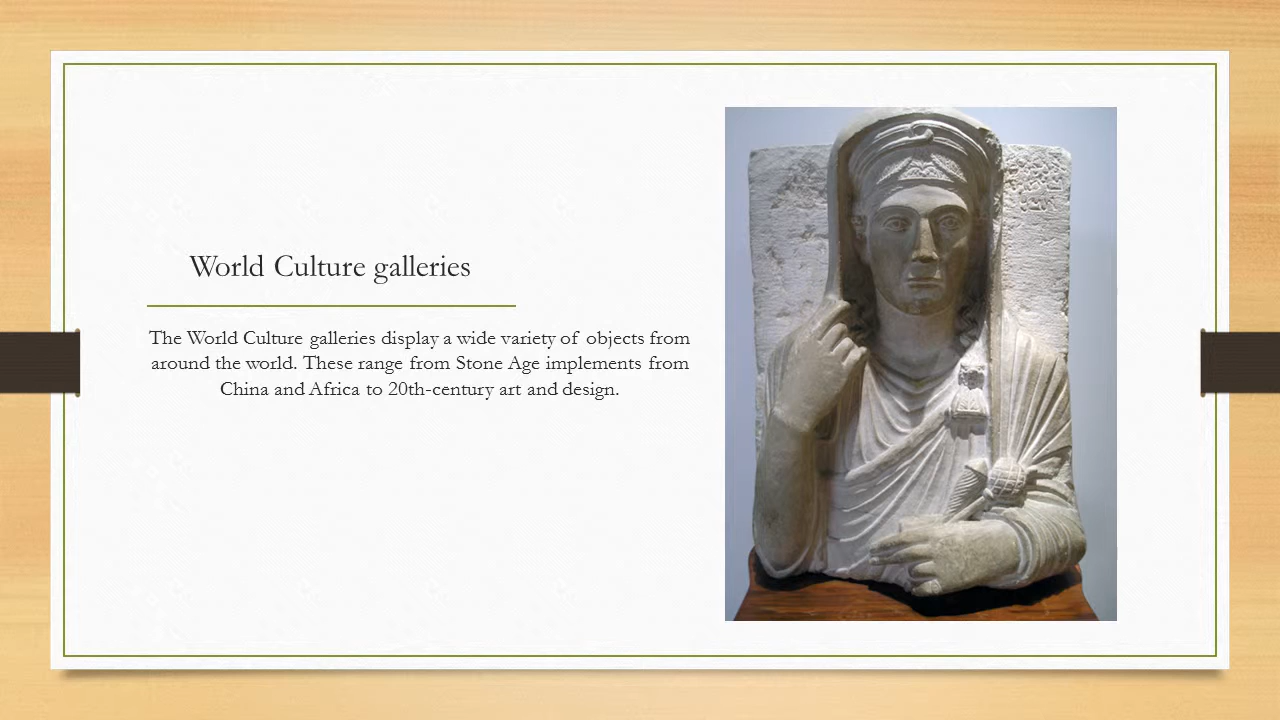 World Culture galleries
The World Culture galleries display a wide variety of objects from
around the world. These range from Stone Age implements from
China and Africa to 20th-century art and design.